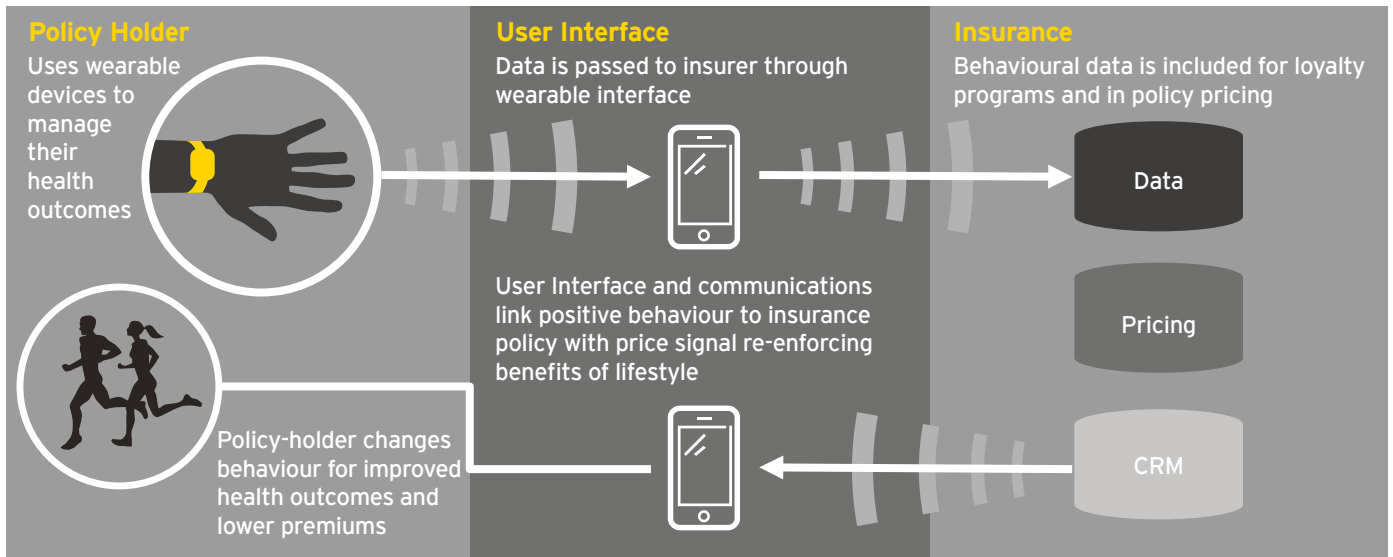 Policy Holder
Uses wearable
devices to
manage
their
health
outcomes
User Interface
Data is passed to insurer through
wearable interface
Insurance
Behavioural data is included for loyalty
programs and in policy pricing
Data
User Interface and communications
link positive behaviour to insurance
policy with price signal re-enforcing
benefits of lifestyle
Pricing
Policy-holder changes
behaviour for improved
health outcomes and
lower premiums
CRM